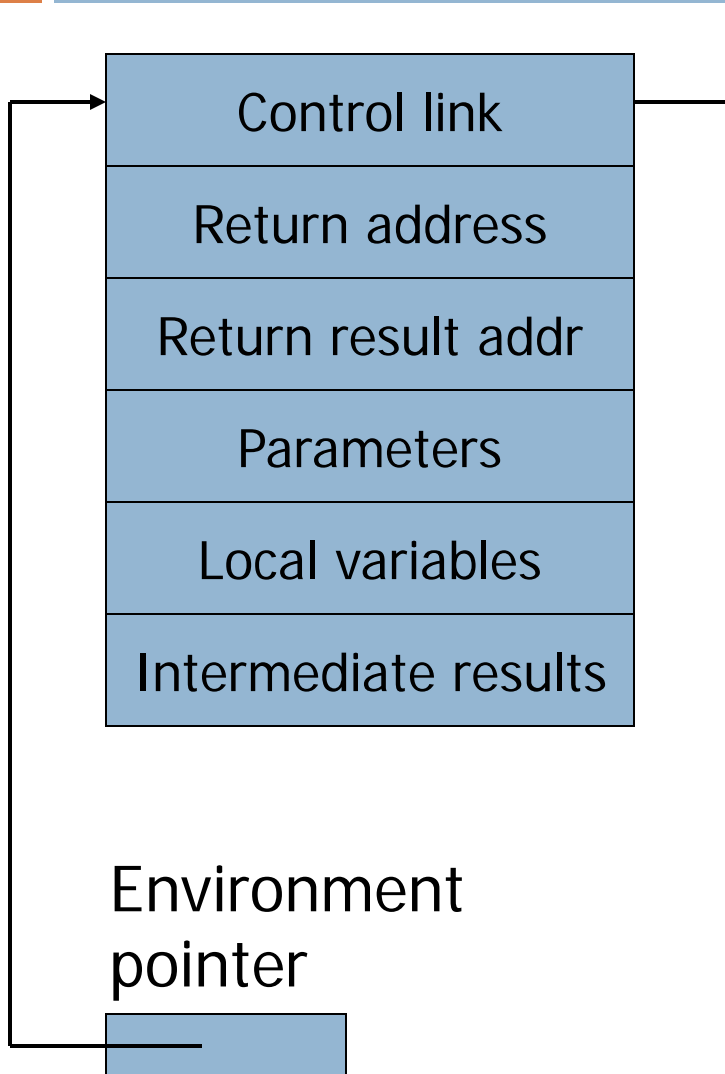 Control link
Return address
Return result addr
Parameters
Local variables
Intermediate results
Environment
pointer